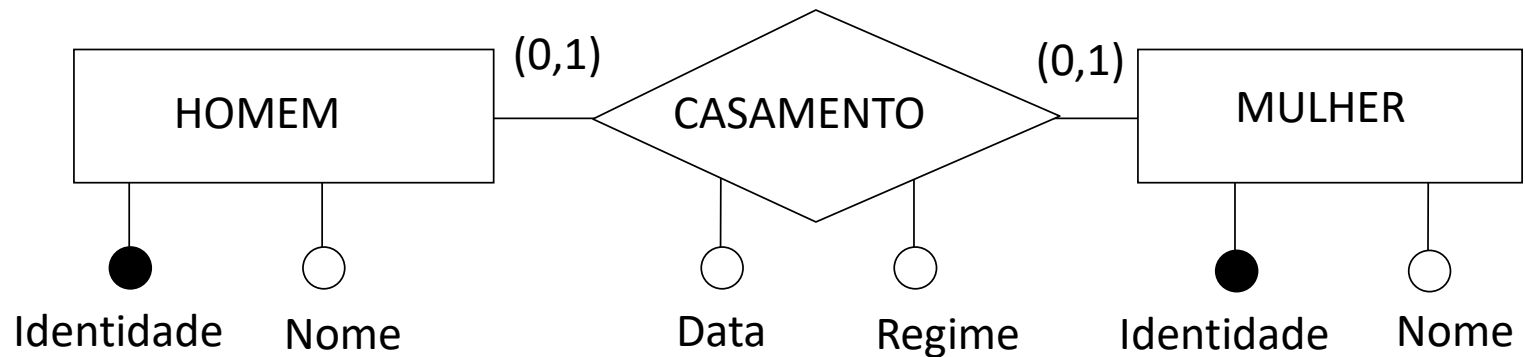 (0,1)
(0,1)
HOMEM
CASAMENTO
MULHER
Identidade
Nome
Data
Regime
Identidade
Nome